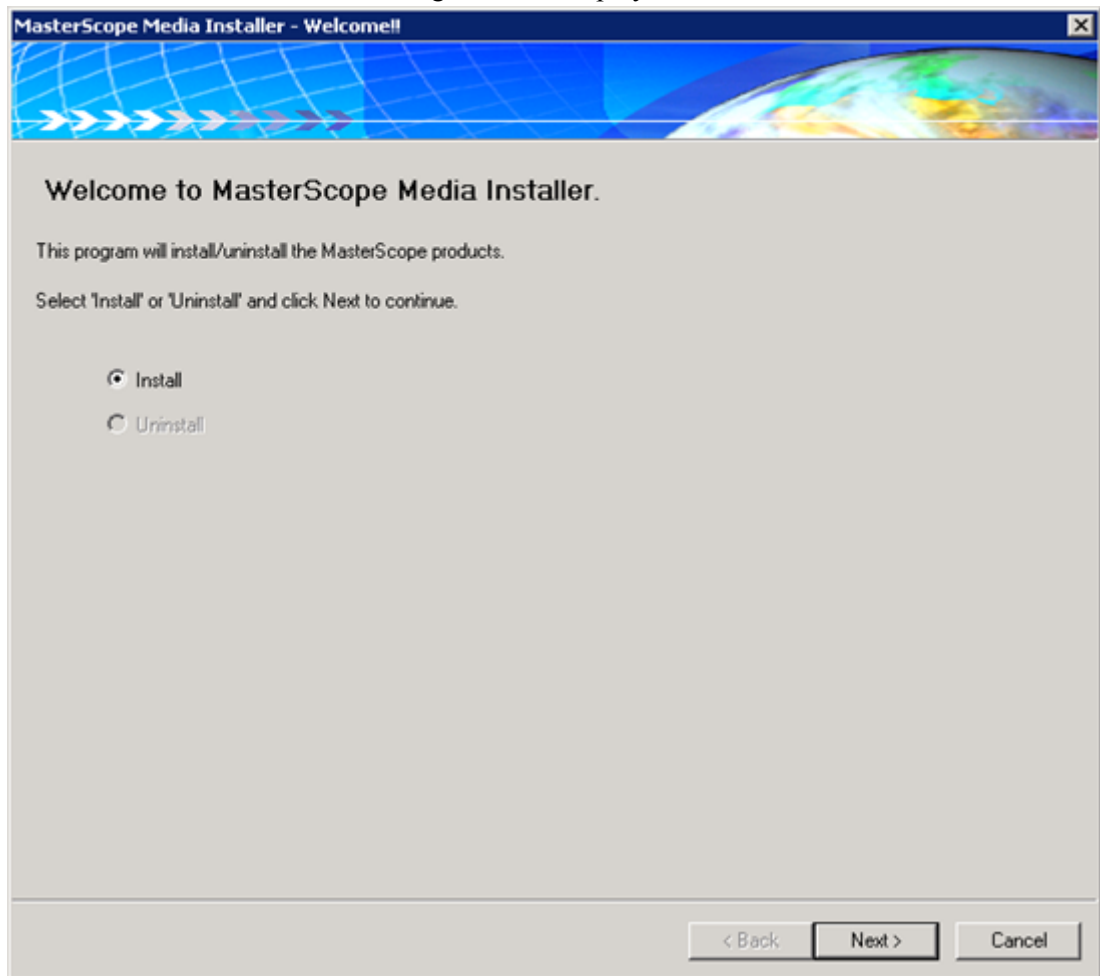 MasterScope Media Installer - Welcome!!
Welcome to MasterScope Media Installer.
This program will install/uninstall the MasterScope products.
Select 'Install' or 'Uninstall' and click Next to continue.
Install
Uninstall
< Back
Next >
Cancel